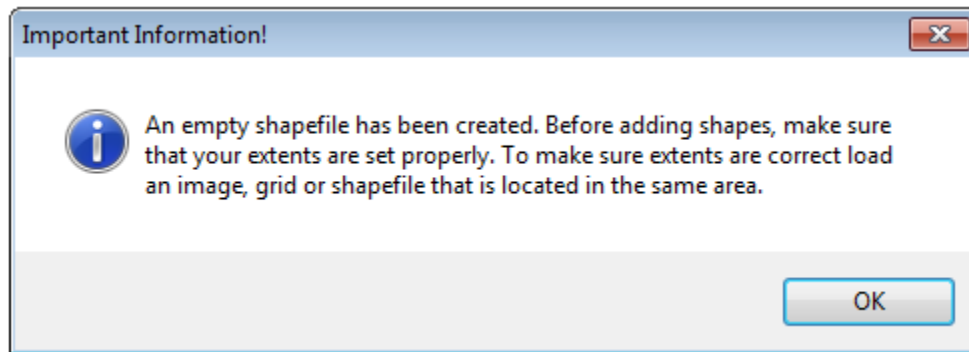 Important Information!
An empty shapefile has been created. Before adding shapes, make sure
that your extents are set properly. To make sure extents are correct load
an image, grid or shapefile that is located in the same area.
OK